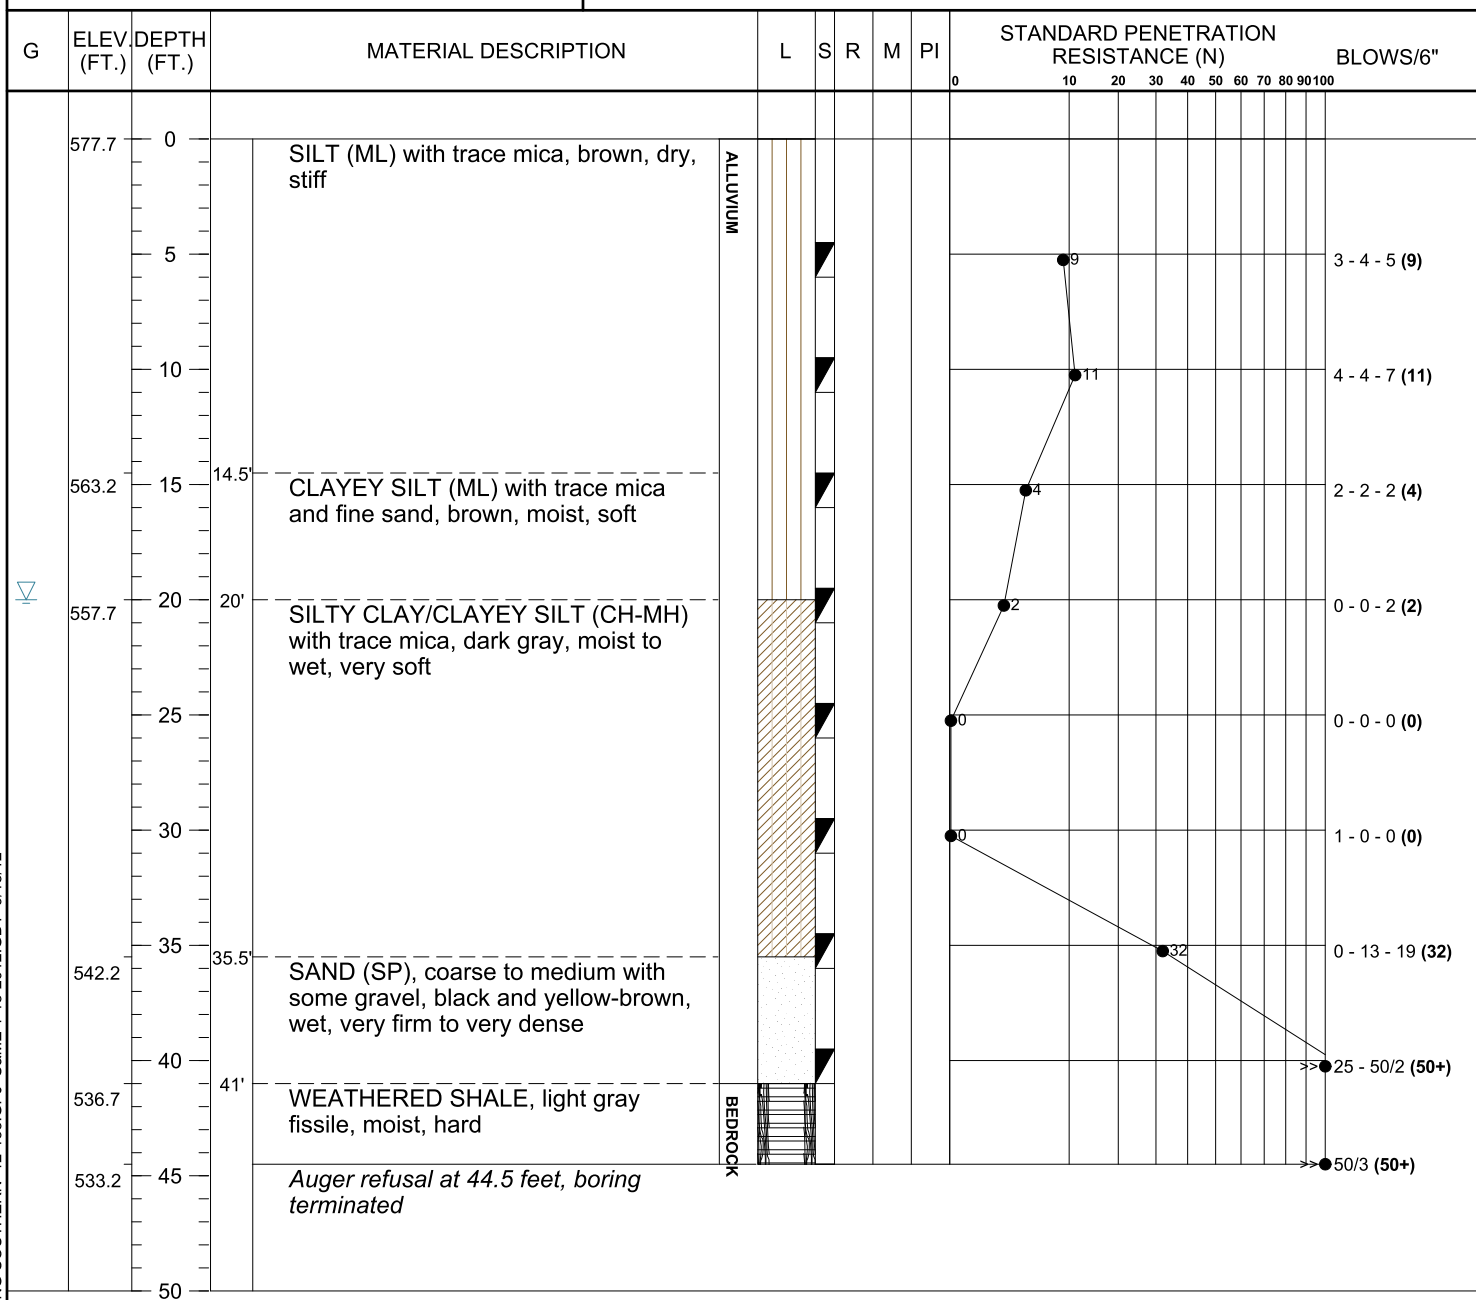 G
ELEV. (FT.)
DEPTH (FT.)
MATERIAL DESCRIPTION
L
S
R
M
PI
STANDARD PENETRATION
RESISTANCE (N)
0 10 20 30 40 50 60 70 80 90 100
BLOWS/6"
577.7
0
SILT (ML) with trace mica, brown, dry,
stiff
ALLUVIUM
5
9
3 - 4 - 5 (9)
10
11
4 - 4 - 7 (11)
14.5'
563.2
15
CLAYEY SILT (ML) with trace mica
and fine sand, brown, moist, soft
4
2 - 2 - 2 (4)
20
20'
557.7
SILTY CLAY/CLAYEY SILT (CH-MH)
with trace mica, dark gray, moist to
wet, very soft
2
0 - 0 - 2 (2)
25
0
0 - 0 - 0 (0)
30
0
1 - 0 - 0 (0)
35
35.5'
32
0 - 13 - 19 (32)
542.2
SAND (SP), coarse to medium with
some gravel, black and yellow-brown,
wet, very firm to very dense
40
>>
25 - 50/2 (50+)
41'
536.7
WEATHERED SHALE, light gray
fissile, moist, hard
BEDROCK
>>
50/3 (50+)
45
533.2
Auger refusal at 44.5 feet, boring
terminated
50